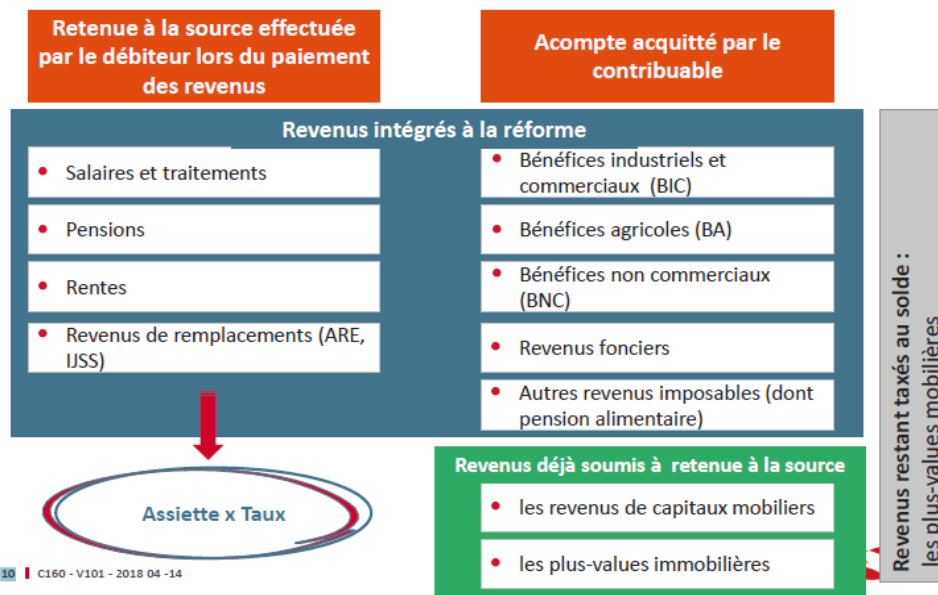 Retenue à la source effectuée
par le débiteur lors du paiement
des revenus
Acompte acquitté par le
contribuable
Revenus intégrés à la réforme
• Salaires et traitements
• Pensions
• Rentes
• Revenus de remplacements (ARE,
IJSS)
• Bénéfices industriels et
commerciaux (BIC)
• Bénéfices agricoles (BA)
• Bénéfices non commerciaux
(BNC)
• Revenus fonciers
• Autres revenus imposables (dont
pension alimentaire)
Assiette x Taux
Revenus déjà soumis à retenue à la source
• les revenus de capitaux mobiliers
• les plus-values immobilières
Revenus restant taxés au solde :
les plus-values mobilières
10 C160 - V101 - 2018 04 -14